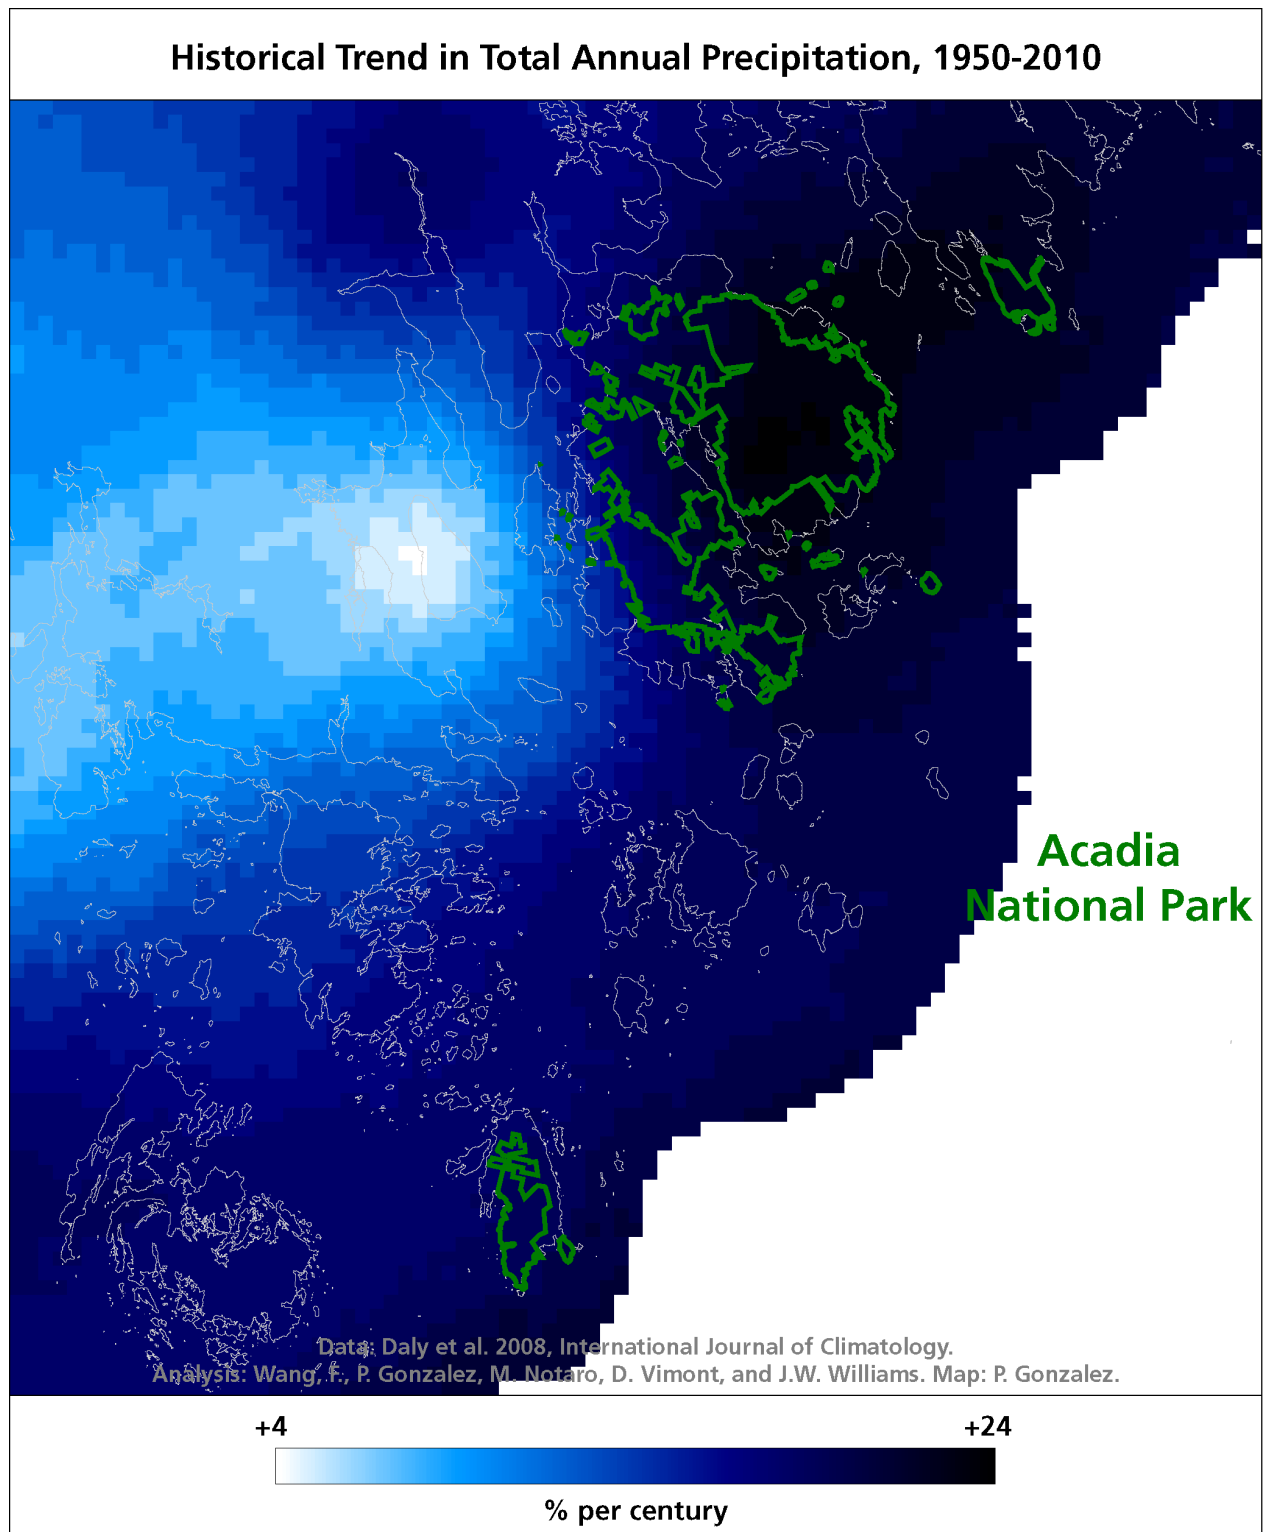 Historical Trend in Total Annual Precipitation, 1950-2010
Acadia
National Park
Data: Daly et al. 2008, International Journal of Climatology.
Analysis: Wang, F., P. Gonzalez, M. Notaro, D. Vimont, and J.W. Williams. Map: P. Gonzalez.
+4 +24
% per century